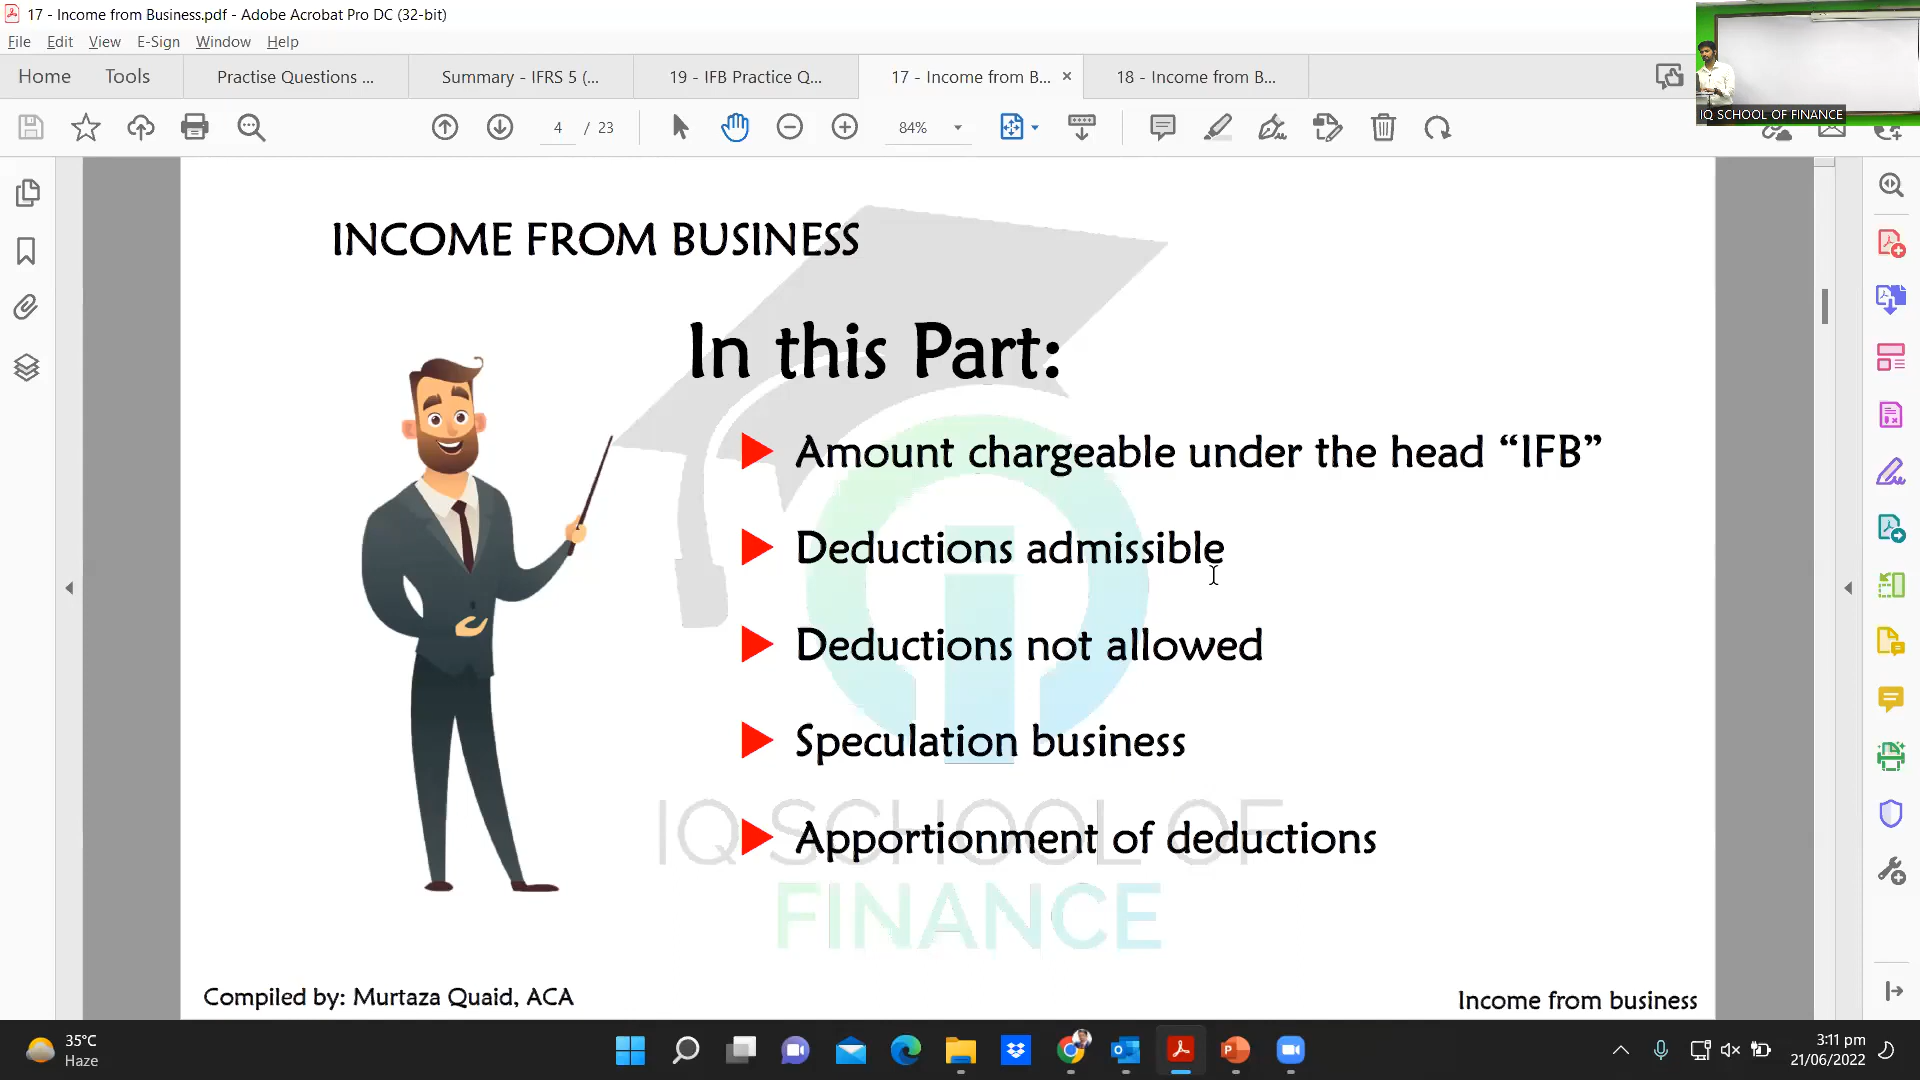 17 - Income from Business.pdf - Adobe Acrobat Pro DC (32-bit)
File Edit View E-Sign Window Help
Home Tools Practise Questions ... Summary - IFRS 5 (... 19 - IFB Practice Q... 17 - Income from B... × 18 - Income from B...
IQ SCHOOL OF FINANCE
4 / 23 84%
INCOME FROM BUSINESS
In this Part:
Amount chargeable under the head “IFB”
Deductions admissible
Deductions not allowed
Speculation business
Apportionment of deductions
IQ SCHOOL OF
FINANCE
Compiled by: Murtaza Quaid, ACA
Income from business
35°C
Haze
3:11 pm
21/06/2022